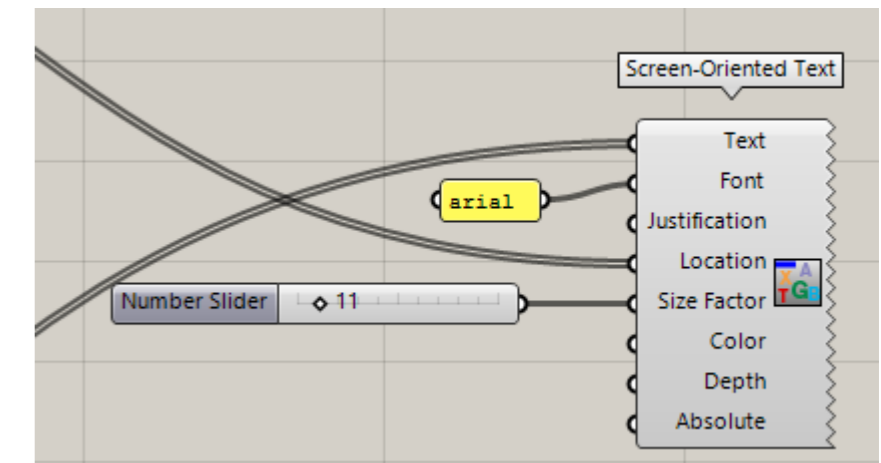 Screen-Oriented Text
Text
Font
arial
Justification
Location
Number Slider 11
Size Factor
Color
Depth
Absolute